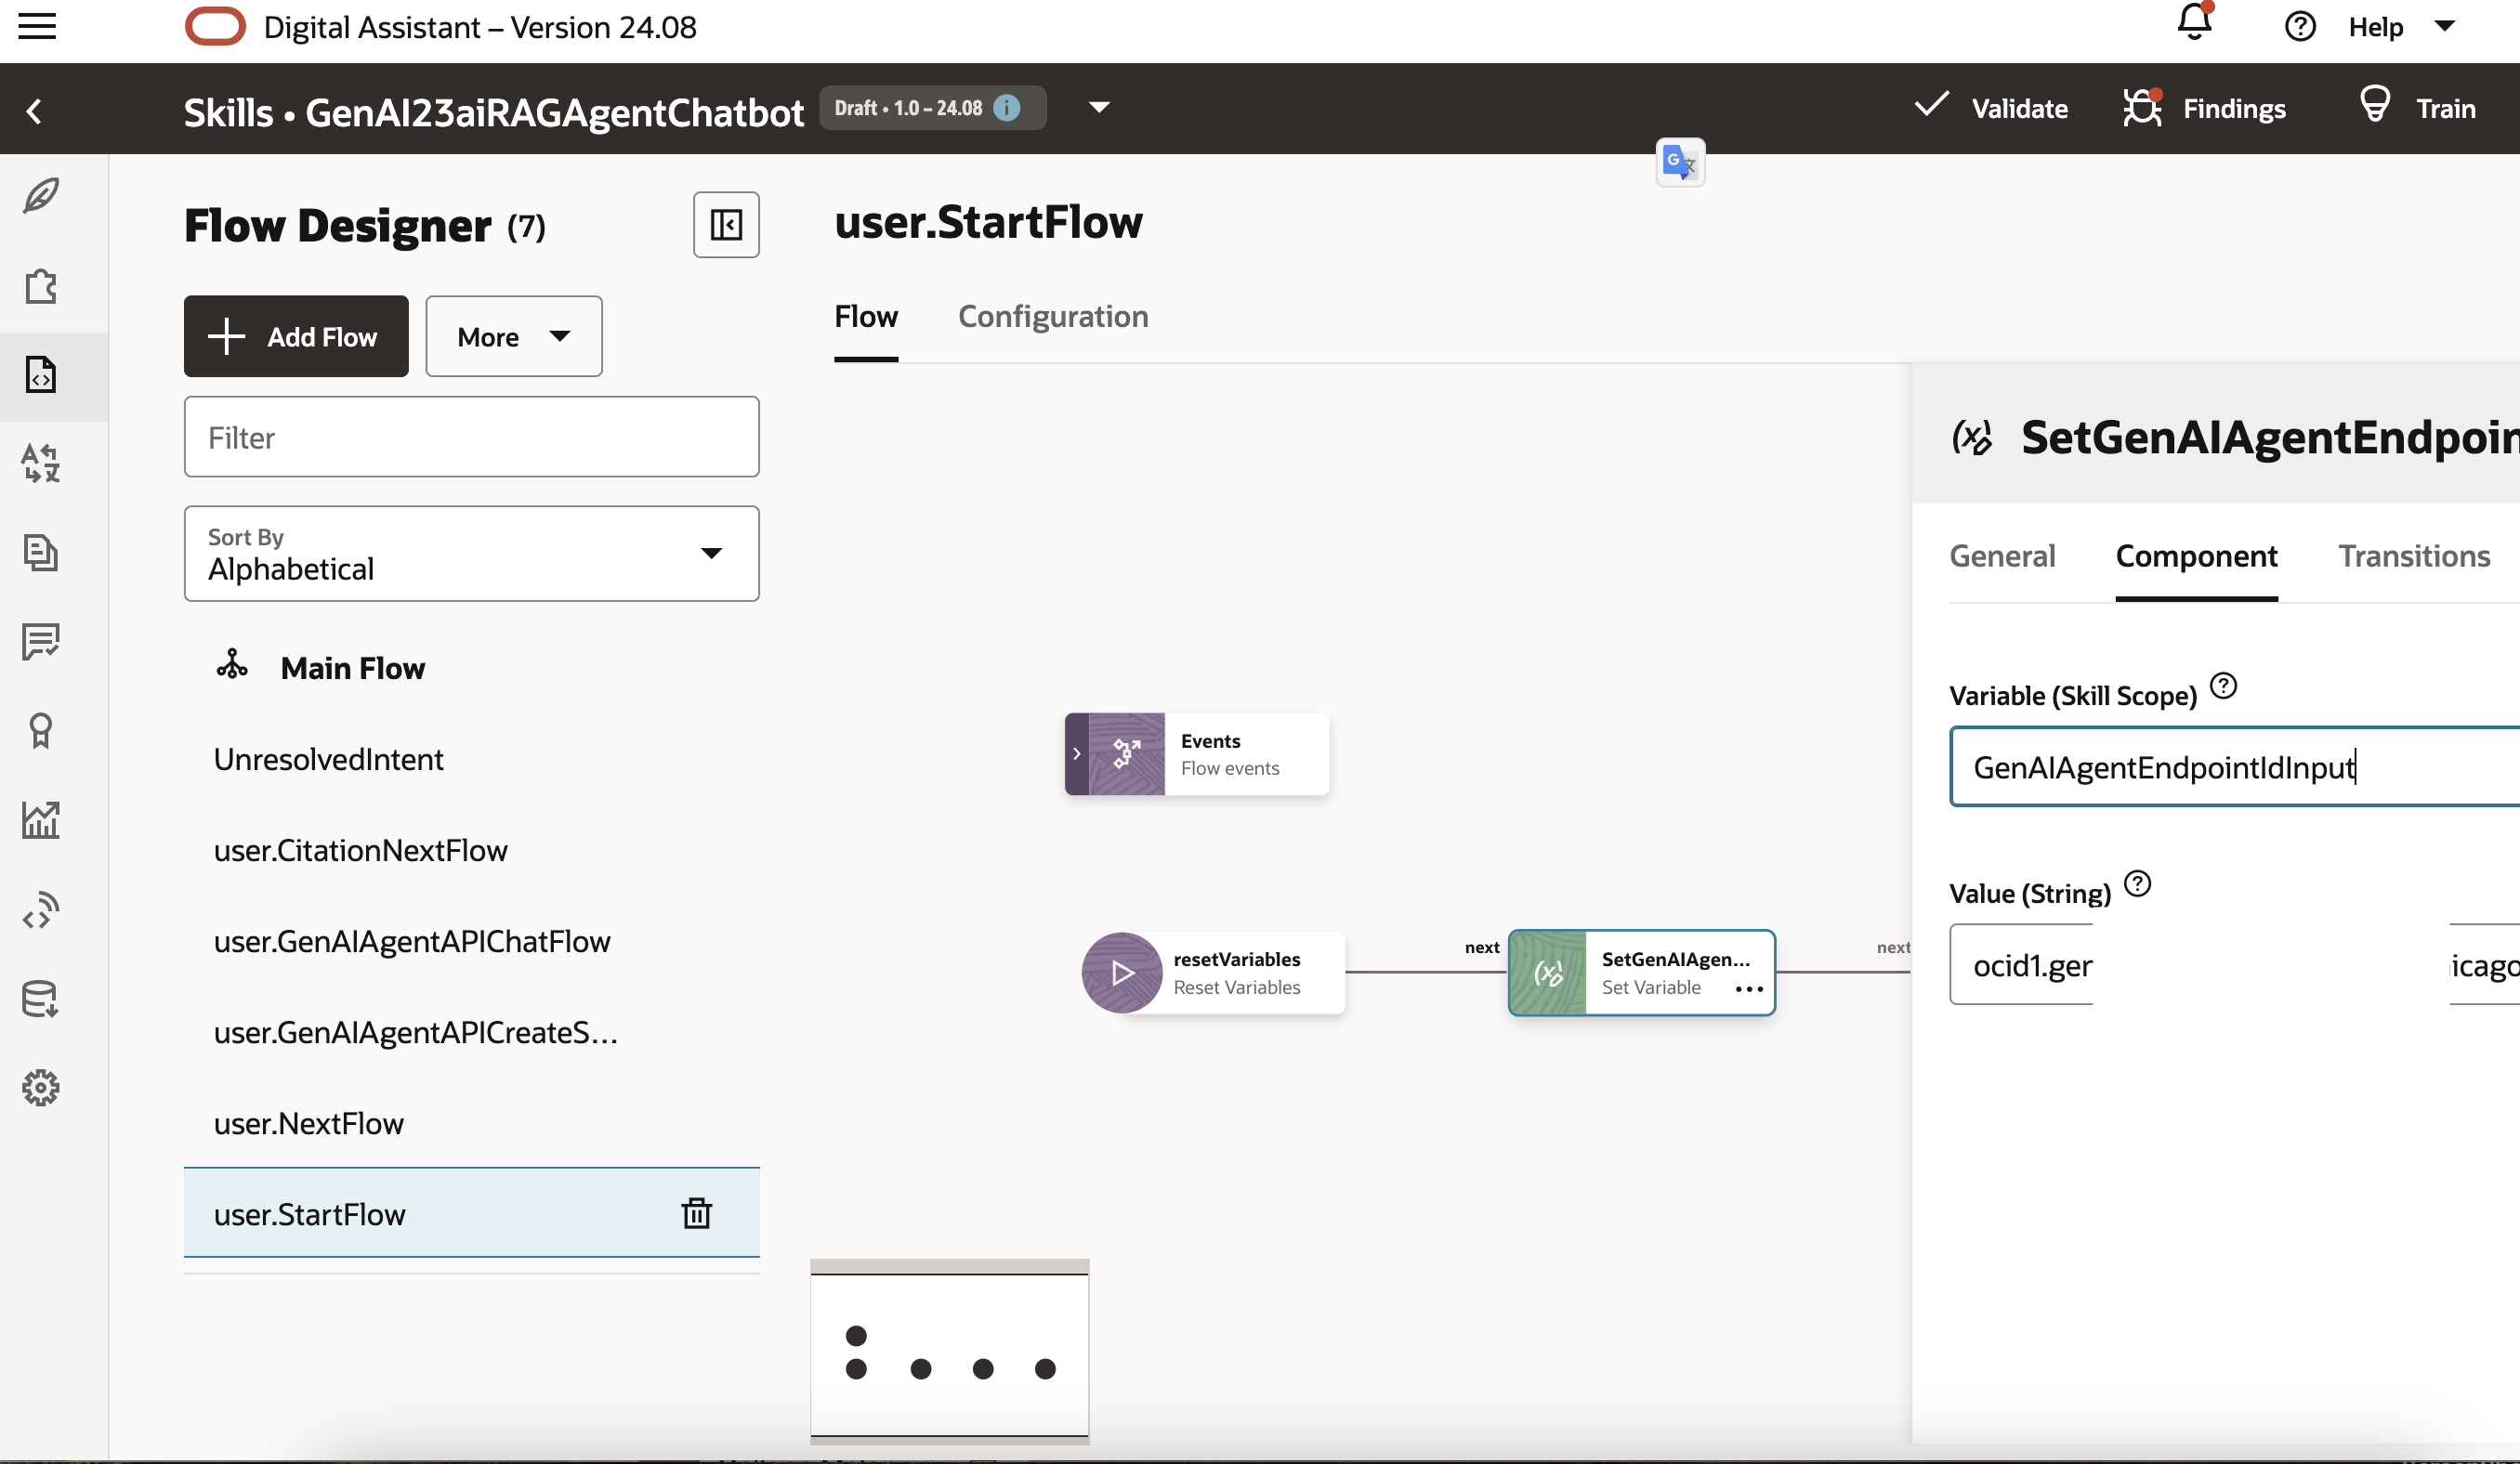 Digital Assistant – Version 24.08
Help
Skills • GenAI23aiRAGAgentChatbot
Draft • 1.0 – 24.08
Validate
Findings
Train
Flow Designer (7)
Add Flow
More
Filter
Sort By
Alphabetical
Main Flow
UnresolvedIntent
user.CitationNextFlow
user.GenAIAgentAPIChatFlow
user.GenAIAgentAPICreateS...
user.NextFlow
user.StartFlow
user.StartFlow
Flow
Configuration
Events
Flow events
resetVariables
Reset Variables
next
SetGenAIAgen...
Set Variable
next
SetGenAIAgentEndpoin
General
Component
Transitions
Variable (Skill Scope)
GenAIAgentEndpointIdInput
Value (String)
ocid1.ger
icago